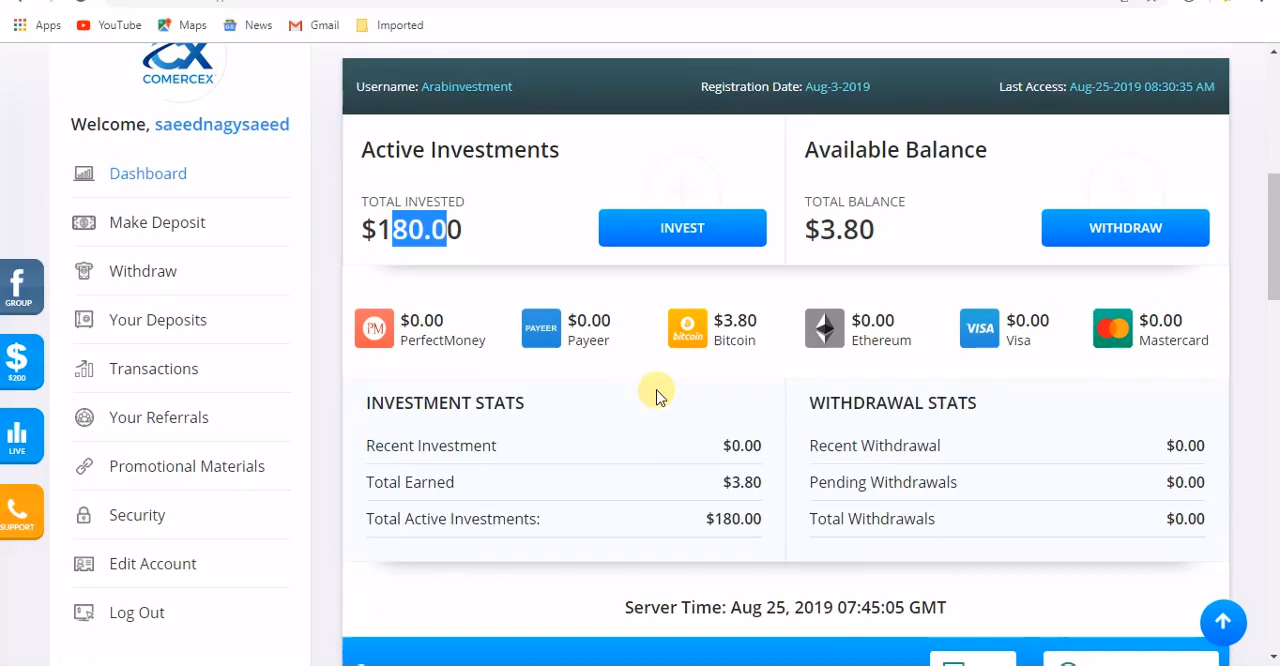 Apps YouTube Maps News Gmail Imported
COMERCEX
Welcome, saeednagysaeed
Dashboard
Make Deposit
Withdraw
Your Deposits
Transactions
Your Referrals
Promotional Materials
Security
Edit Account
Log Out
GROUP
$200
LIVE
SUPPORT
Username: Arabinvestment Registration Date: Aug-3-2019 Last Access: Aug-25-2019 08:30:35 AM
Active Investments
TOTAL INVESTED
$180.00
INVEST
Available Balance
TOTAL BALANCE
$3.80
WITHDRAW
PM $0.00 PAYEER $0.00 bitcoin $3.80 $0.00 VISA $0.00 $0.00
PerfectMoney Payeer Bitcoin Ethereum Visa Mastercard
INVESTMENT STATS
Recent Investment $0.00
Total Earned $3.80
Total Active Investments: $180.00
WITHDRAWAL STATS
Recent Withdrawal $0.00
Pending Withdrawals $0.00
Total Withdrawals $0.00
Server Time: Aug 25, 2019 07:45:05 GMT